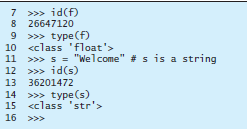 7 >>> id(f)
8 26647120
9 >>> type(f)
10 <class 'float'>
11 >>> s = "Welcome" # s is a string
12 >>> id(s)
13 36201472
14 >>> type(s)
15 <class 'str'>
16 >>>